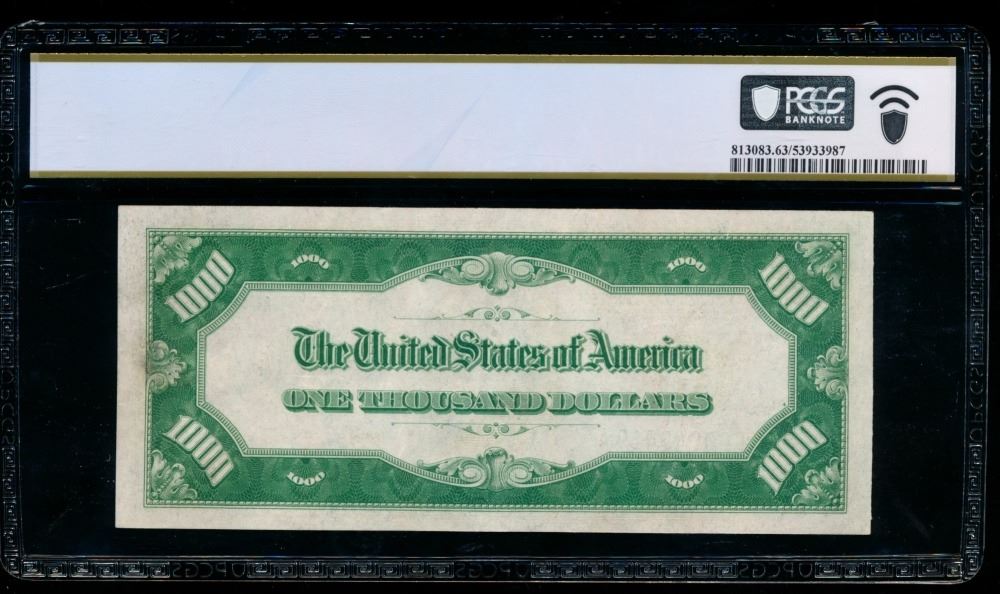 PCGS
BANKNOTE
813083.63/53933987
1000 1000 1000 1000
The United States of America
ONE THOUSAND DOLLARS
1000 1000 1000 1000